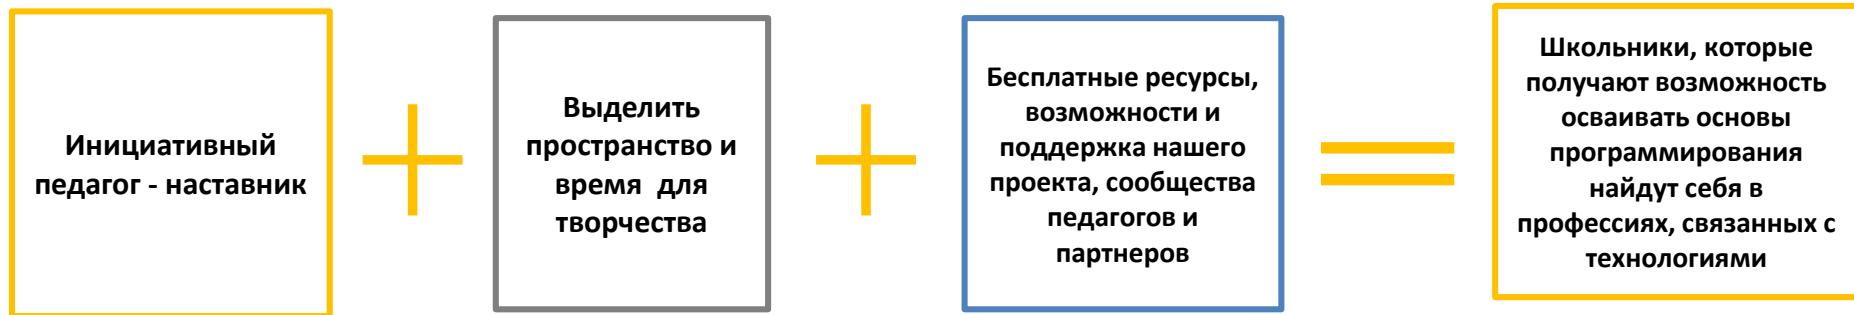 Инициативный
педагог - наставник
Выделить
пространство и
время для
творчества
Бесплатные ресурсы,
возможности и
поддержка нашего
проекта, сообщества
педагогов и
партнеров
Школьники, которые
получают возможность
осваивать основы
программирования
найдут себя в
профессиях, связанных с
технологиями